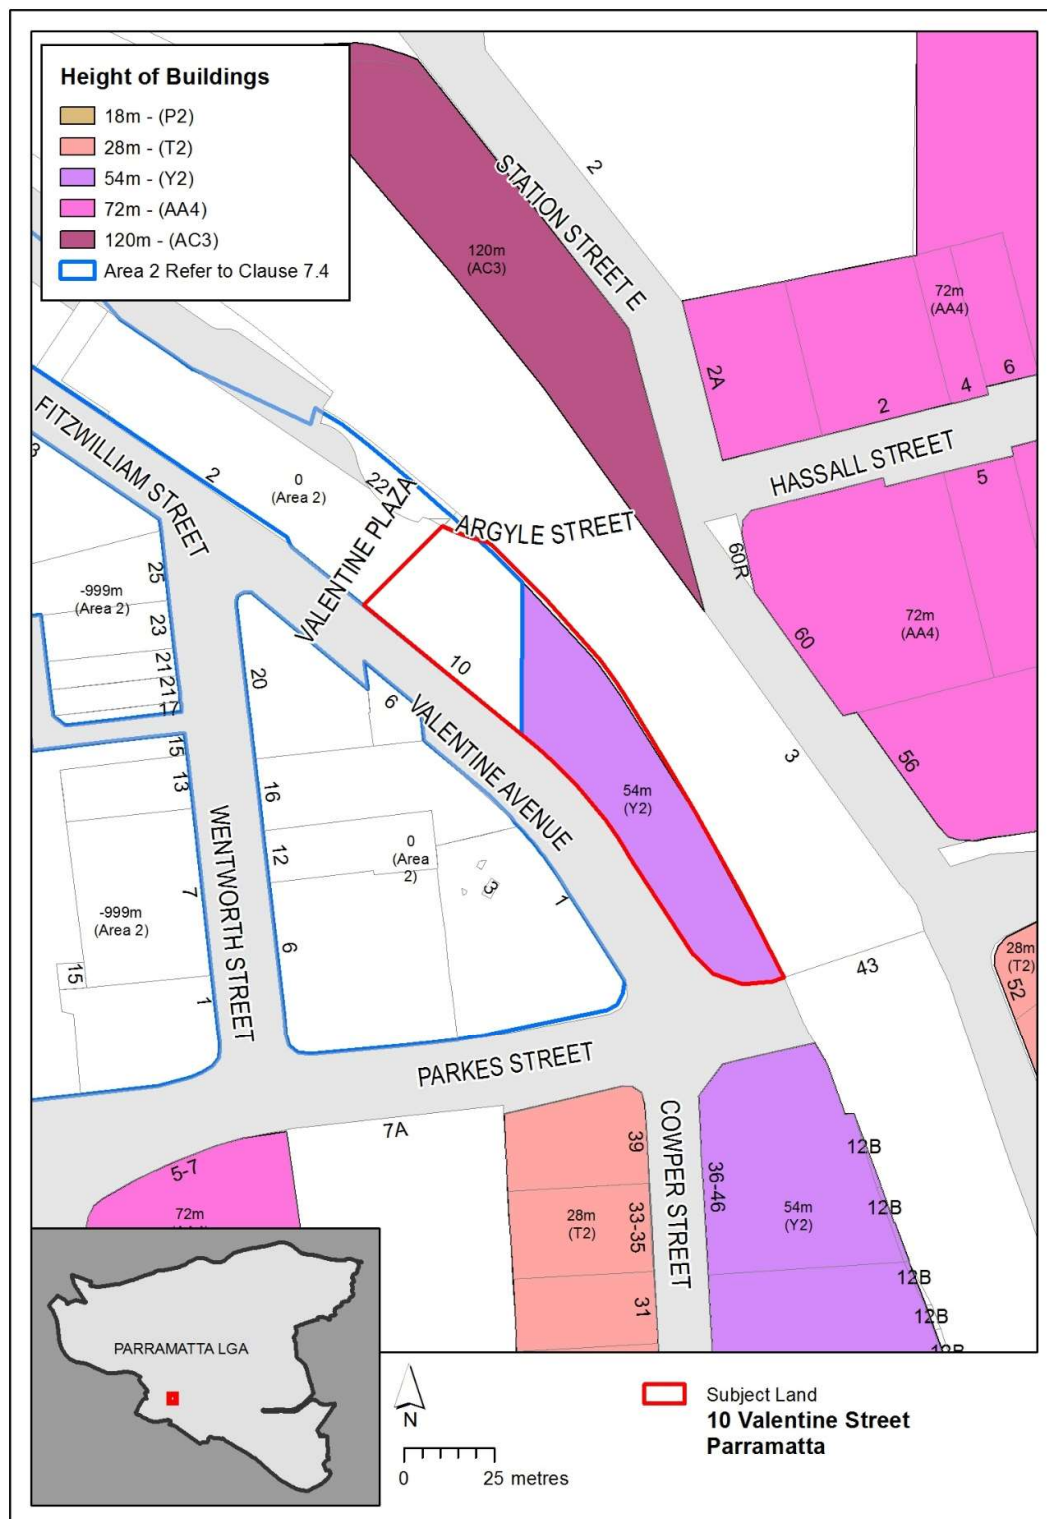 Height of Buildings
18m - (P2)
28m - (T2)
54m - (Y2)
72m - (AA4)
120m - (AC3)
Area 2 Refer to Clause 7.4
STATION STREET E
2
120m
(AC3)
72m
(AA4)
2A
2
4
6
HASSALL STREET
5
FITZWILLIAM STREET
3
2
0
(Area 2)
22
VALENTINE PLAZA
ARGYLE STREET
60R
60
72m
(AA4)
56
25
-999m
(Area 2)
23
21
21
17
15
13
20
10
6
VALENTINE AVENUE
3
54m
(Y2)
16
12
0
(Area
2)
3
1
WENTWORTH STREET
7
-999m
(Area 2)
15
1
6
43
28m
(T2)
52
PARKES STREET
7A
5-7
72m
COWPER STREET
39
33-35
31
28m
(T2)
36-46
54m
(Y2)
12B
12B
12B
12B
12B
PARRAMATTA LGA
N
0
25 metres
Subject Land
10 Valentine Street
Parramatta